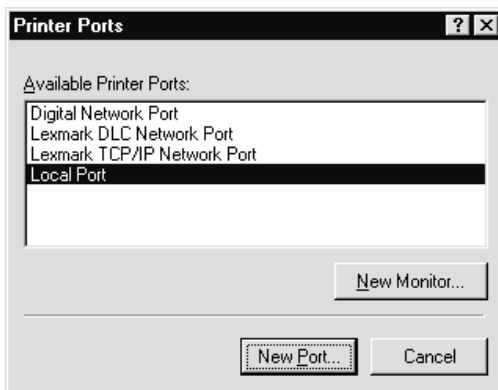 Printer Ports
Available Printer Ports:
Digital Network Port
Lexmark DLC Network Port
Lexmark TCP/IP Network Port
Local Port
New Monitor...
New Port... Cancel